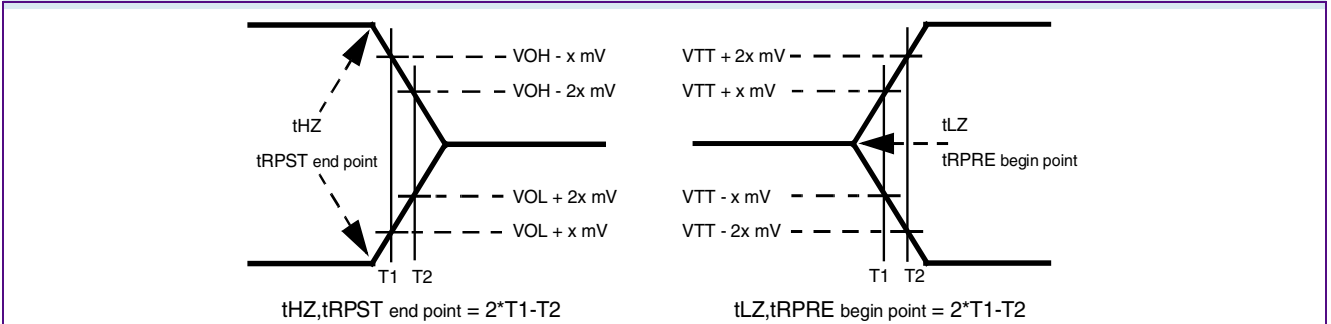 VOH - x mV
VOH - 2x mV
tHZ
tRPST end point
VOL + 2x mV
VOL + x mV
T1 T2
tHZ,tRPST end point = 2*T1-T2
VTT + 2x mV
VTT + x mV
tLZ
tRPRE begin point
VTT - x mV
VTT - 2x mV
T1 T2
tLZ,tRPRE begin point = 2*T1-T2